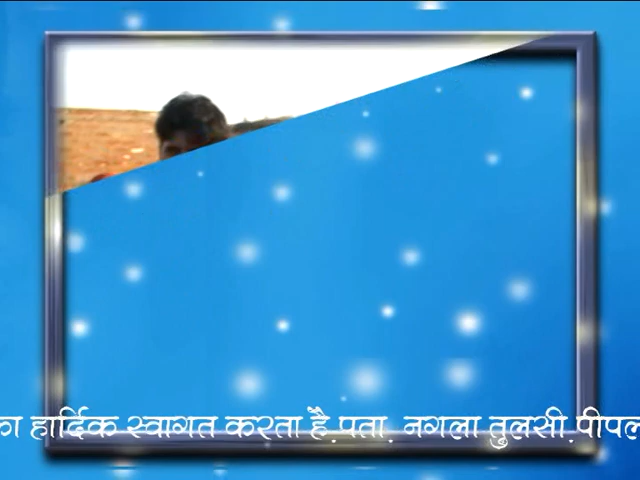 का हार्दिक स्वागत करता है.पता. नगला तुलसी.पीपल